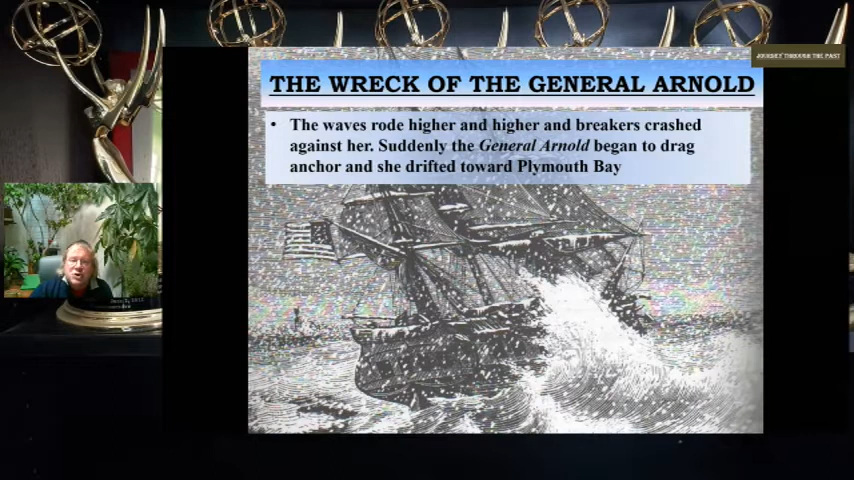 JOURNEY THROUGH THE PAST
THE WRECK OF THE GENERAL ARNOLD
• The waves rode higher and higher and breakers crashed
against her. Suddenly the General Arnold began to drag
anchor and she drifted toward Plymouth Bay